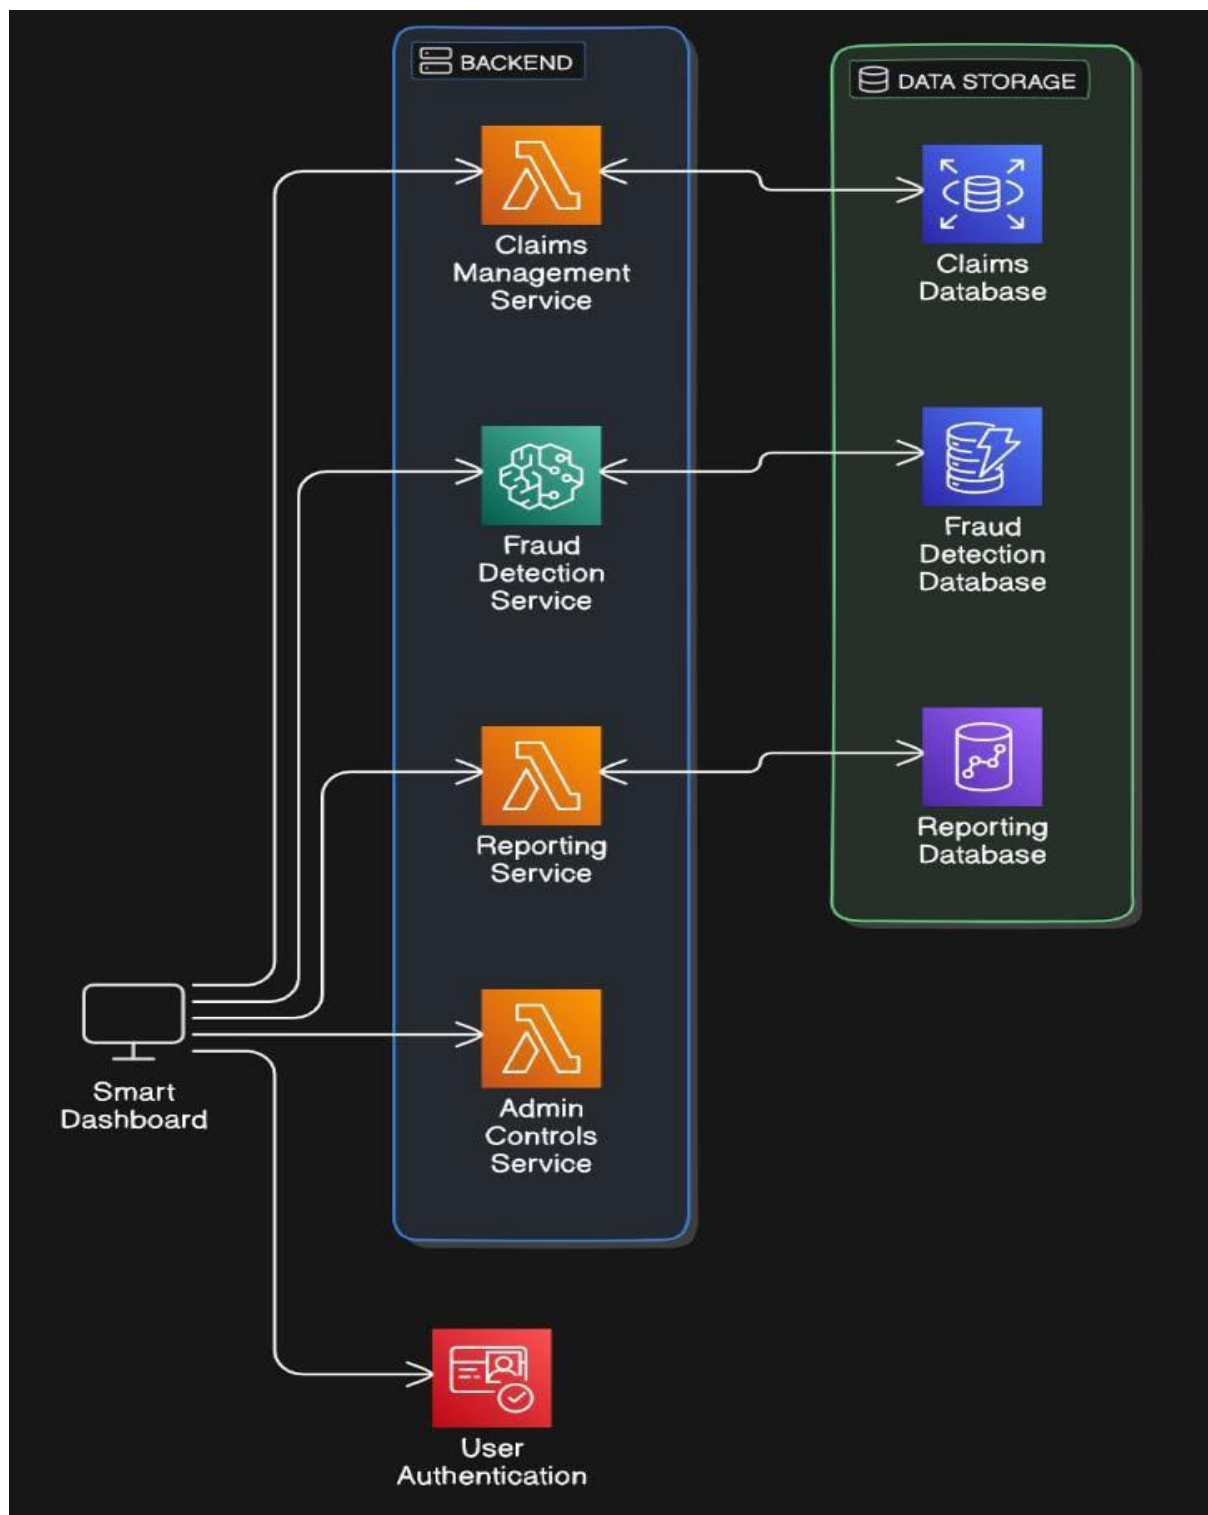 BACKEND
DATA STORAGE
Claims
Management
Service
Claims
Database
Fraud
Detection
Service
Fraud
Detection
Database
Reporting
Service
Reporting
Database
Smart
Dashboard
Admin
Controls
Service
User
Authentication